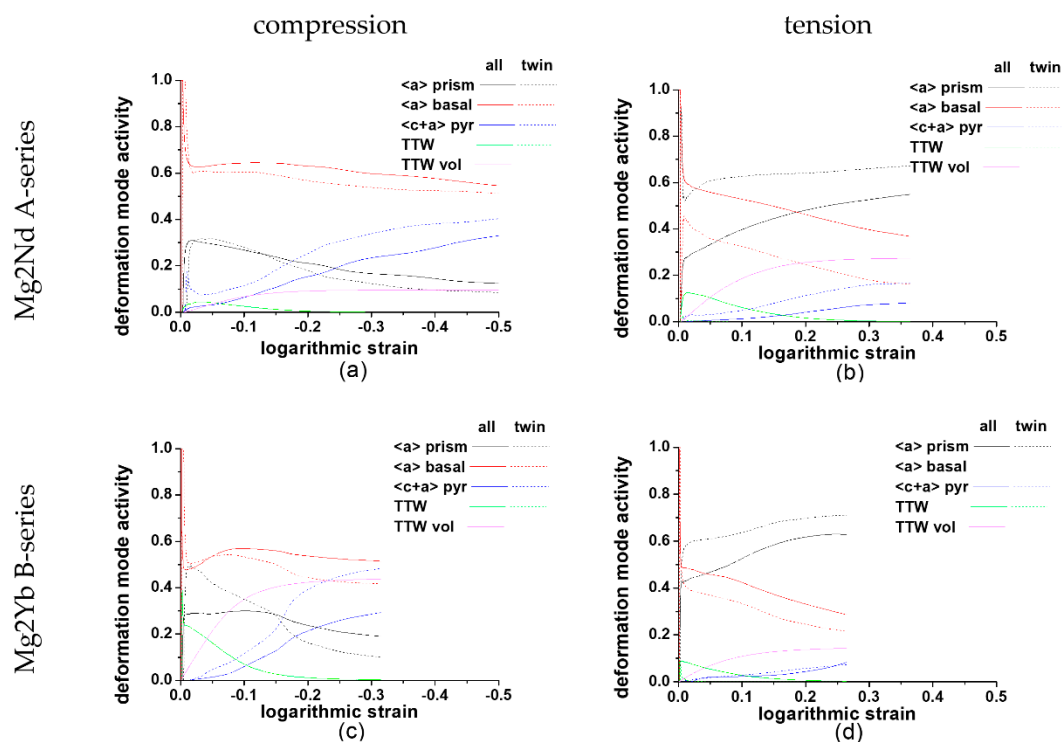 compression
tension
Mg2Nd A-series
all twin
<a> prism
<a> basal
<c+a> pyr
TTW
TTW vol
deformation mode activity
1.0
0.8
0.6
0.4
0.2
0.0
0.0 -0.1 -0.2 -0.3 -0.4 -0.5
logarithmic strain
(a)
all twin
<a> prism
<a> basal
<c+a> pyr
TTW
TTW vol
deformation mode activity
1.0
0.8
0.6
0.4
0.2
0.0
0.0 0.1 0.2 0.3 0.4 0.5
logarithmic strain
(b)
Mg2Yb B-series
all twin
<a> prism
<a> basal
<c+a> pyr
TTW
TTW vol
deformation mode activity
1.0
0.8
0.6
0.4
0.2
0.0
0.0 -0.1 -0.2 -0.3 -0.4 -0.5
logarithmic strain
(c)
all twin
<a> prism
<a> basal
<c+a> pyr
TTW
TTW vol
deformation mode activity
1.0
0.8
0.6
0.4
0.2
0.0
0.0 0.1 0.2 0.3 0.4 0.5
logarithmic strain
(d)